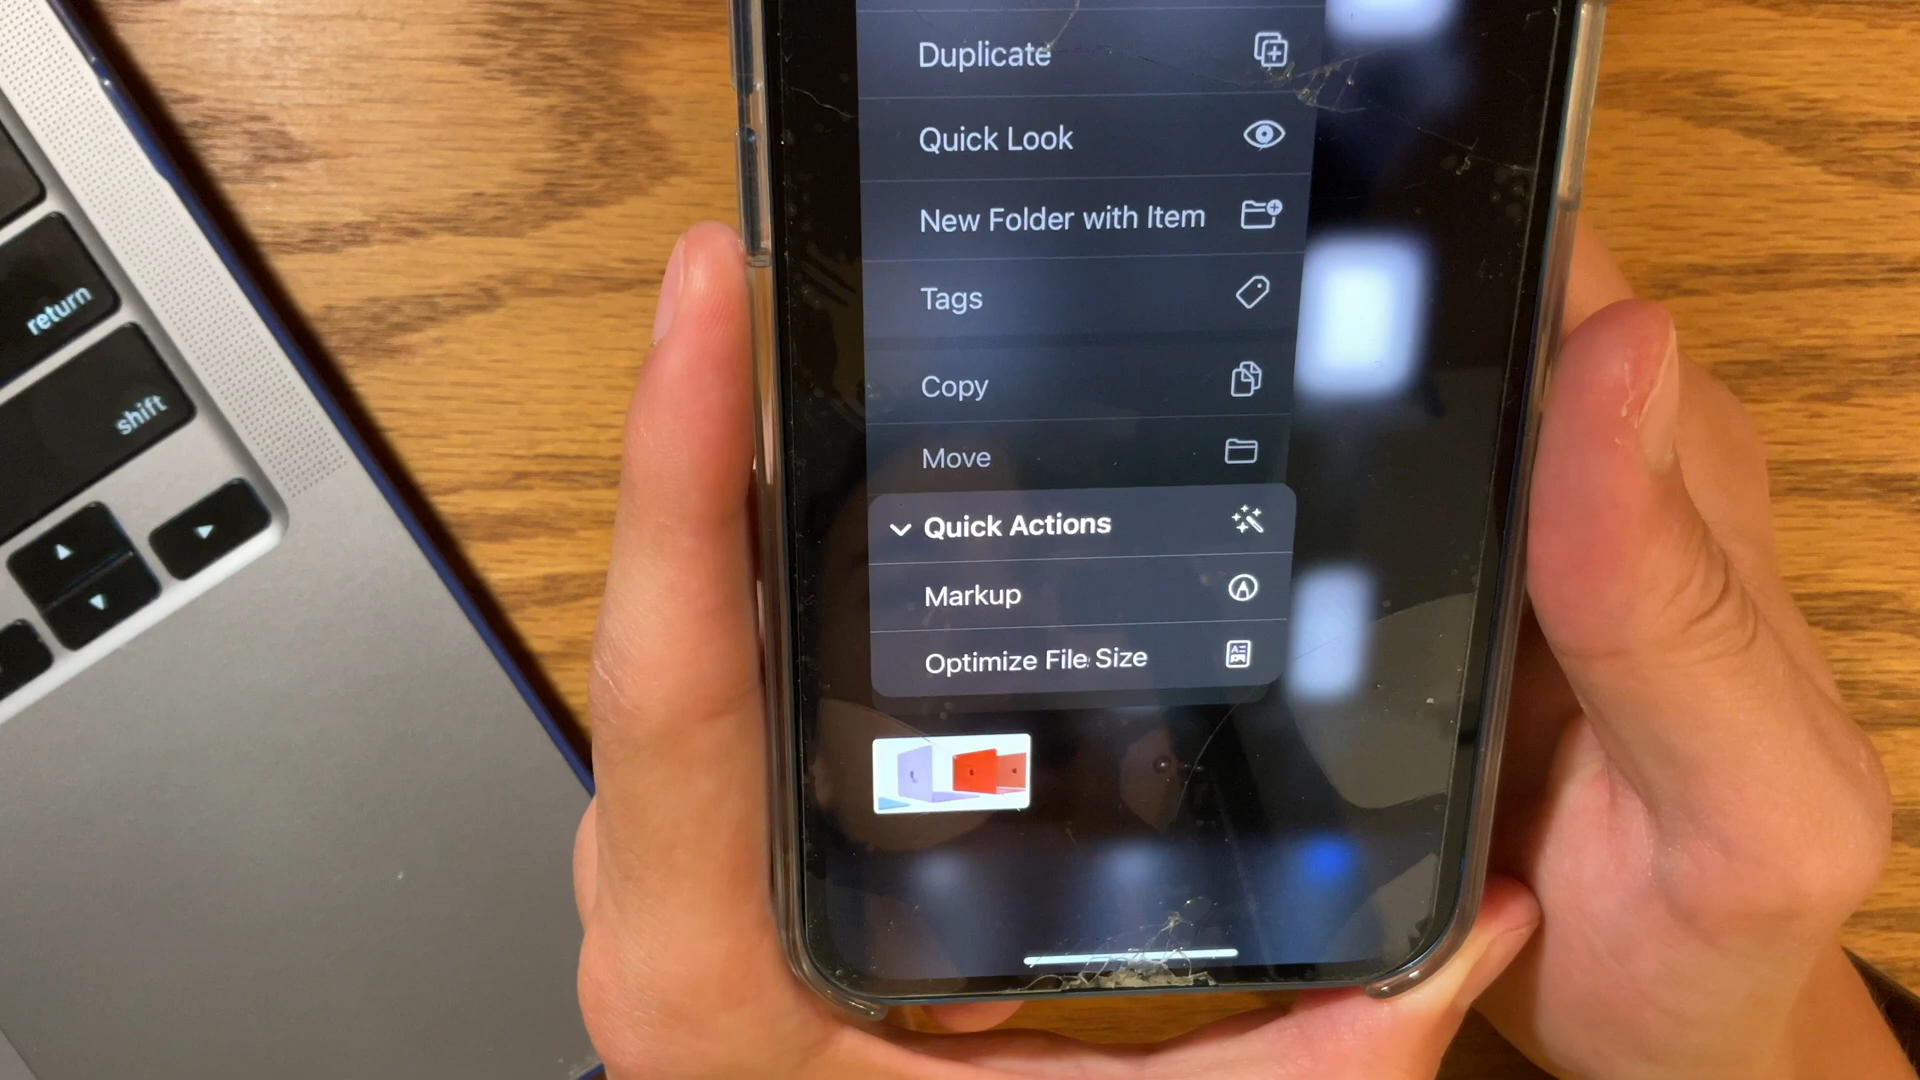 return
shift
Duplicate
Quick Look
New Folder with Item
Tags
Copy
Move
Quick Actions
Markup
Optimize File Size